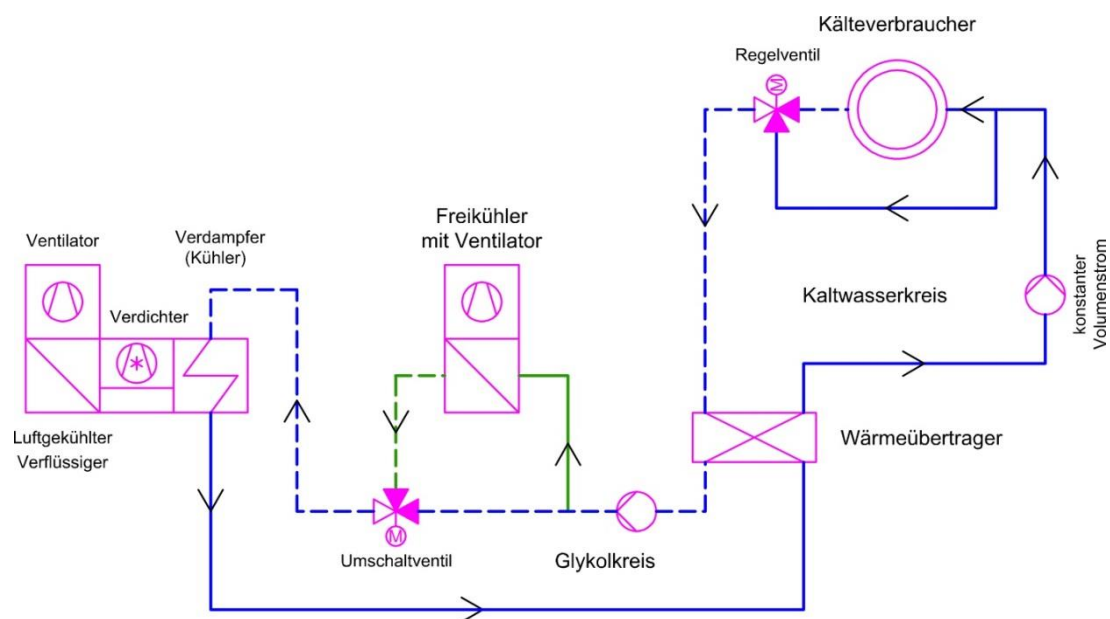 Kälteverbraucher
Regelventil
M
Freikühler
mit Ventilator
Verdampfer
(Kühler)
Ventilator
Verdichter
Kaltwasserkreis
konstanter
Volumenstrom
Luftgekühlter
Verflüssiger
Wärmeübertrager
M
Umschaltventil
Glykolkreis